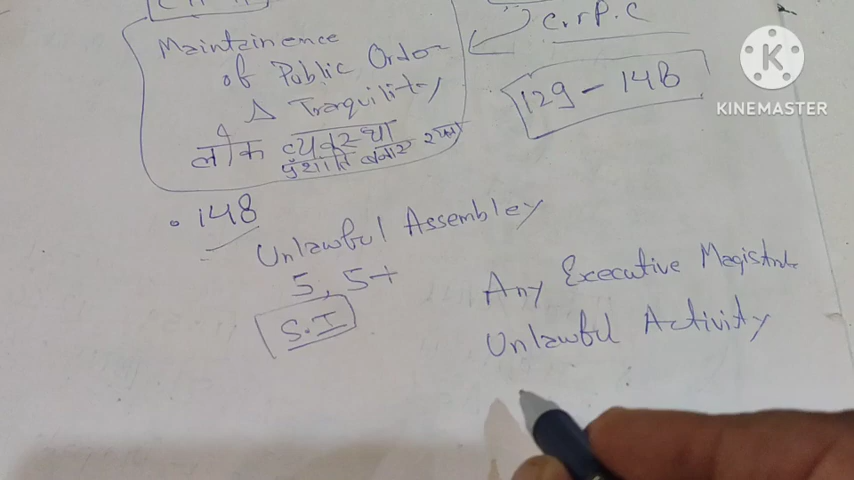 Cr.P.C
Maintainence
of Public Order
& Tranquility
लोक व्यवस्था
129 - 148
KINEMASTER
• 148
Unlawful Assembley
5, 5+
S.I
Any Executive Magistrate
Unlawful Activity